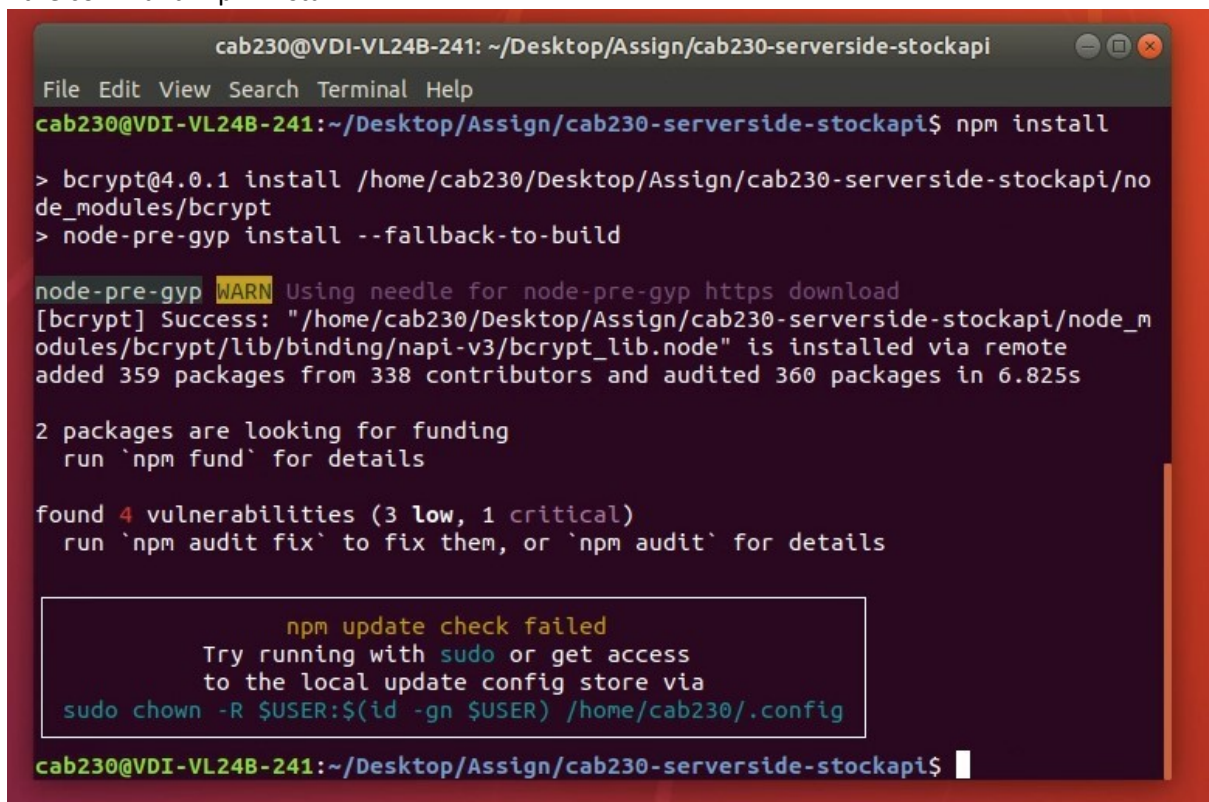 cab230@VDI-VL24B-241: ~/Desktop/Assign/cab230-serverside-stockapi
File Edit View Search Terminal Help
cab230@VDI-VL24B-241:~/Desktop/Assign/cab230-serverside-stockapi$ npm install
> bcrypt@4.0.1 install /home/cab230/Desktop/Assign/cab230-serverside-stockapi/no
de_modules/bcrypt
> node-pre-gyp install --fallback-to-build
node-pre-gyp WARN Using needle for node-pre-gyp https download
[bcrypt] Success: "/home/cab230/Desktop/Assign/cab230-serverside-stockapi/node_m
odules/bcrypt/lib/binding/napi-v3/bcrypt_lib.node" is installed via remote
added 359 packages from 338 contributors and audited 360 packages in 6.825s
2 packages are looking for funding
run `npm fund` for details
found 4 vulnerabilities (3 low, 1 critical)
run `npm audit fix` to fix them, or `npm audit` for details
npm update check failed
Try running with sudo or get access
to the local update config store via
sudo chown -R $USER:$(id -gn $USER) /home/cab230/.config
cab230@VDI-VL24B-241:~/Desktop/Assign/cab230-serverside-stockapi$